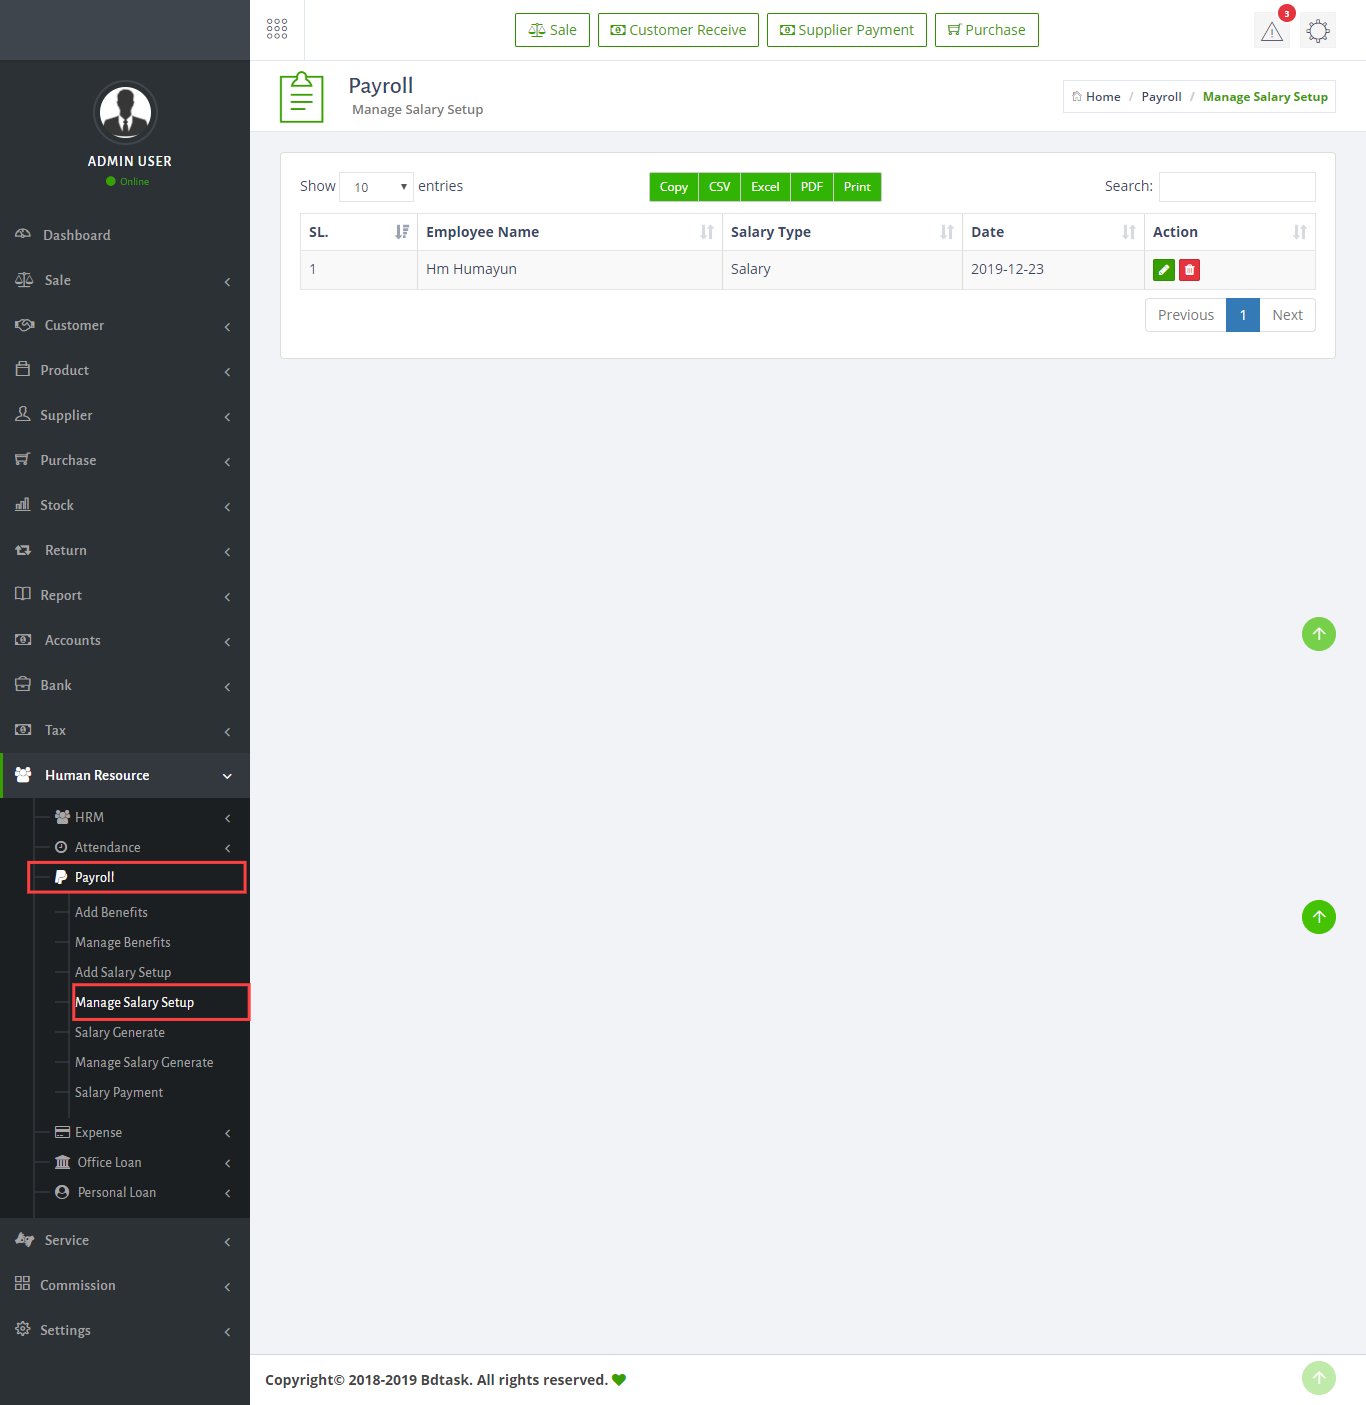 Sale
Customer Receive
Supplier Payment
Purchase
3
ADMIN USER
Online
Payroll
Manage Salary Setup
Home / Payroll / Manage Salary Setup
Show 10 entries
Copy CSV Excel PDF Print
Search:
SL. Employee Name Salary Type Date Action
1 Hm Humayun Salary 2019-12-23
Previous 1 Next
Dashboard
Sale
Customer
Product
Supplier
Purchase
Stock
Return
Report
Accounts
Bank
Tax
Human Resource
HRM
Attendance
Payroll
Add Benefits
Manage Benefits
Add Salary Setup
Manage Salary Setup
Salary Generate
Manage Salary Generate
Salary Payment
Expense
Office Loan
Personal Loan
Service
Commission
Settings
Copyright© 2018-2019 Bdtask. All rights reserved.